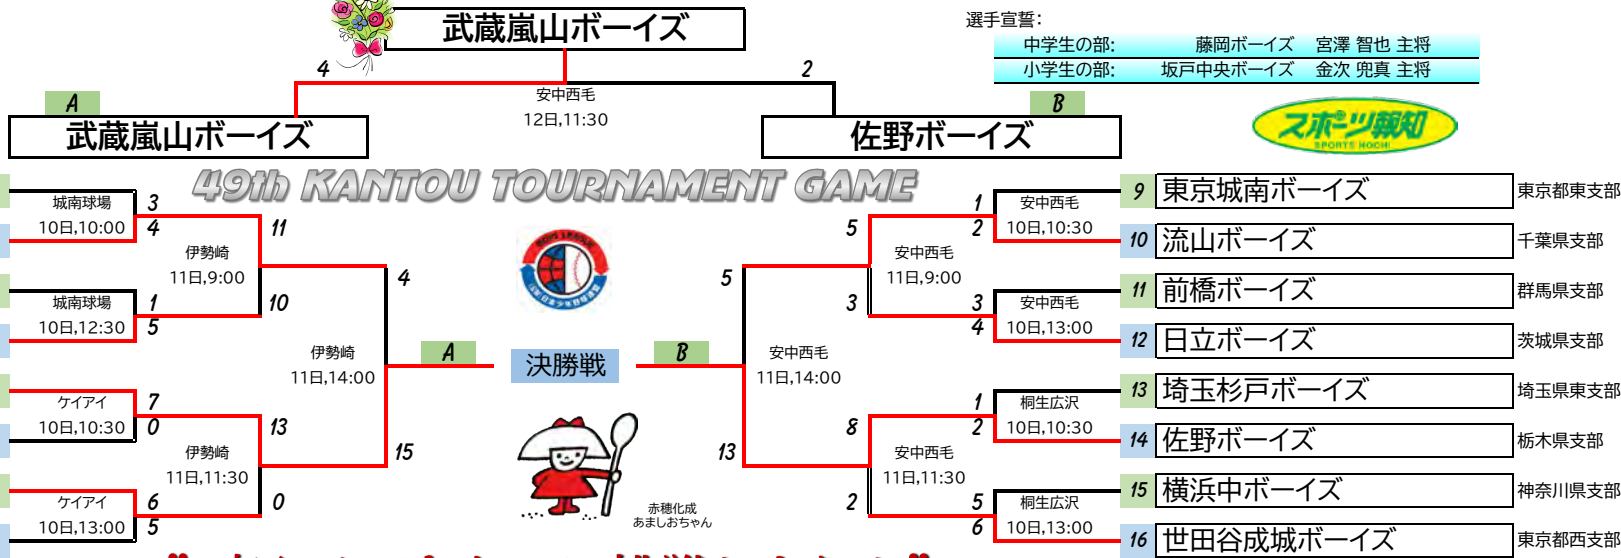 武蔵嵐山ボーイズ
選手宣誓:
中学生の部: 藤岡ボーイズ 宮澤 智也 主将
小学生の部: 坂戸中央ボーイズ 金次 兜真 主将
4
2
安中西毛
12日,11:30
A
武蔵嵐山ボーイズ
B
佐野ボーイズ
スポーツ報知
SPORTS HOCHI
49th KANTOU TOURNAMENT GAME
城南球場
10日,10:00
3
4
伊勢崎
11日,9:00
11
10
城南球場
10日,12:30
1
5
4
伊勢崎
11日,14:00
15
ケイアイ
10日,10:30
7
0
伊勢崎
11日,11:30
13
0
ケイアイ
10日,13:00
6
5
A
決勝戦
B
赤穂化成
あましおちゃん
5
安中西毛
11日,14:00
13
5
安中西毛
11日,9:00
3
8
安中西毛
11日,11:30
2
1
安中西毛
10日,10:30
2
3
安中西毛
10日,13:00
4
1
桐生広沢
10日,10:30
2
5
桐生広沢
10日,13:00
6
9 東京城南ボーイズ 東京都東支部
10 流山ボーイズ 千葉県支部
11 前橋ボーイズ 群馬県支部
12 日立ボーイズ 茨城県支部
13 埼玉杉戸ボーイズ 埼玉県東支部
14 佐野ボーイズ 栃木県支部
15 横浜中ボーイズ 神奈川県支部
16 世田谷成城ボーイズ 東京都西支部